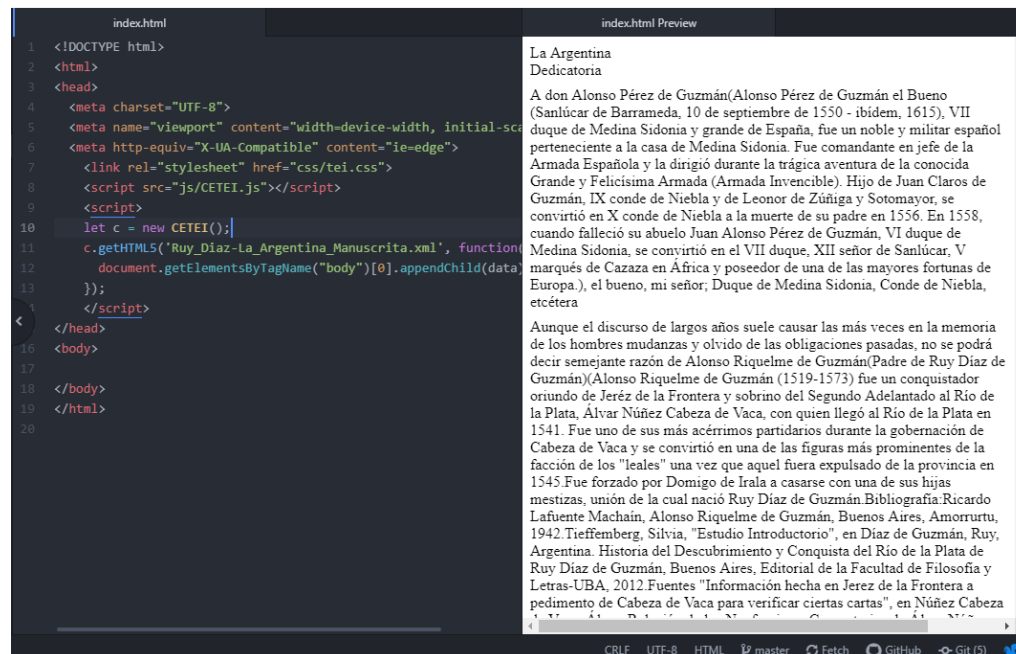 index.html
1 <!DOCTYPE html>
2 <html>
3 <head>
4 <meta charset="UTF-8">
5 <meta name="viewport" content="width=device-width, initial-sca
6 <meta http-equiv="X-UA-Compatible" content="ie=edge">
7 <link rel="stylesheet" href="css/tei.css">
8 <script src="js/CETEI.js"></script>
9 <script>
10 let c = new CETEI();
11 c.getHTML5('Ruy_Diaz-La_Argentina_Manuscrita.xml', function(
12 document.getElementsByTagName("body")[0].appendChild(data)
13 });
</script>
</head>
16 <body>
17
18 </body>
19 </html>
20
index.html Preview
La Argentina
Dedicatoria
A don Alonso Pérez de Guzmán(Alonso Pérez de Guzmán el Bueno
(Sanlúcar de Barrameda, 10 de septiembre de 1550 - ibídem, 1615), VII
duque de Medina Sidonia y grande de España, fue un noble y militar español
perteneciente a la casa de Medina Sidonia. Fue comandante en jefe de la
Armada Española y la dirigió durante la trágica aventura de la conocida
Grande y Felicísima Armada (Armada Invencible). Hijo de Juan Claros de
Guzmán, IX conde de Niebla y de Leonor de Zúñiga y Sotomayor, se
convirtió en X conde de Niebla a la muerte de su padre en 1556. En 1558,
cuando falleció su abuelo Juan Alonso Pérez de Guzmán, VI duque de
Medina Sidonia, se convirtió en el VII duque, XII señor de Sanlúcar, V
marqués de Cazaza en África y poseedor de una de las mayores fortunas de
Europa.), el bueno, mi señor; Duque de Medina Sidonia, Conde de Niebla,
etcétera
Aunque el discurso de largos años suele causar las más veces en la memoria
de los hombres mudanzas y olvido de las obligaciones pasadas, no se podrá
decir semejante razón de Alonso Riquelme de Guzmán(Padre de Ruy Díaz de
Guzmán)(Alonso Riquelme de Guzmán (1519-1573) fue un conquistador
oriundo de Jeréz de la Frontera y sobrino del Segundo Adelantado al Río de
la Plata, Álvar Núñez Cabeza de Vaca, con quien llegó al Río de la Plata en
1541. Fue uno de sus más acérrimos partidarios durante la gobernación de
Cabeza de Vaca y se convirtió en una de las figuras más prominentes de la
facción de los "leales" una vez que aquel fuera expulsado de la provincia en
1545.Fue forzado por Domigo de Irala a casarse con una de sus hijas
mestizas, unión de la cual nació Ruy Díaz de Guzmán.Bibliografía:Ricardo
Lafuente Machaín, Alonso Riquelme de Guzmán, Buenos Aires, Amorrurtu,
1942.Tieffemberg, Silvia, "Estudio Introductorio", en Díaz de Guzmán, Ruy,
Argentina. Historia del Descubrimiento y Conquista del Río de la Plata de
Ruy Díaz de Guzmán, Buenos Aires, Editorial de la Facultad de Filosofía y
Letras-UBA, 2012.Fuentes "Información hecha en Jerez de la Frontera a
pedimento de Cabeza de Vaca para verificar ciertas cartas", en Núñez Cabeza
CRLF UTF-8 HTML master Fetch GitHub Git (5)